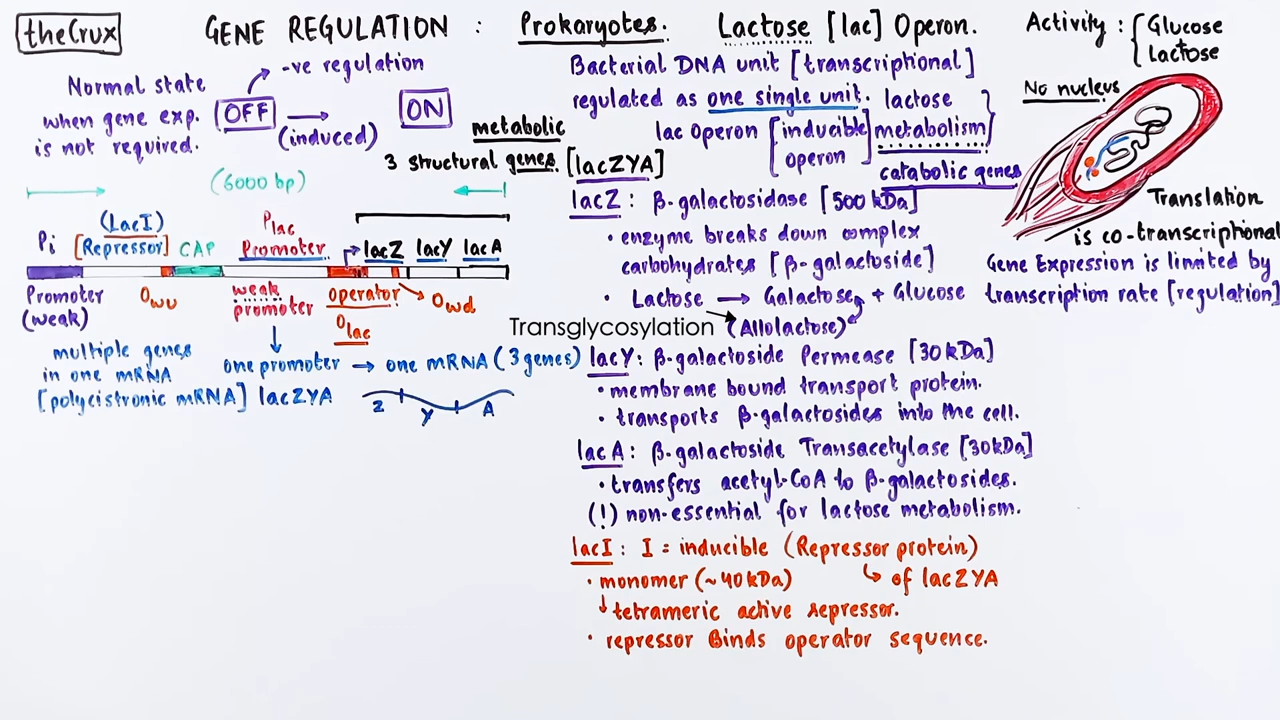 theCrux
GENE REGULATION : Prokaryotes. Lactose [lac] Operon.
Activity : { Glucose
Lactose
Normal state
when gene exp.
is not required.
OFF
-ve regulation
(induced)
ON
metabolic
3 structural genes [lacZYA]
Bacterial DNA unit [transcriptional]
regulated as one single unit.
lac Operon [inducible operon]
lactose
metabolism
catabolic genes
No nucleus
Translation
is co-transcriptional
Gene Expression is limited by
transcription rate [regulation]
(6000 bp)
Pi
(LacI)
[Repressor]
CAP
Plac
Promoter
lacZ lacY lacA
Promoter
(weak)
Owu
weak
promoter
operator
Olac
Owd
multiple genes
in one mRNA
[polycistronic mRNA] lacZYA
one promoter → one mRNA (3 genes)
Z Y A
lacZ : β-galactosidase [500 kDa]
• enzyme breaks down complex
carbohydrates [β-galactoside]
• Lactose → Galactose + Glucose
Transglycosylation (Allolactose)
lacY : β-galactoside Permease [30 kDa]
• membrane bound transport protein.
• transports β-galactosides into the cell.
lacA : β-galactoside Transacetylase [30kDa]
• transfers acetyl-CoA to β-galactosides.
(!) non-essential for lactose metabolism.
lacI : I = inducible (Repressor protein)
↳ of lacZYA
• monomer (~40 kDa)
↓ tetrameric active repressor.
• repressor Binds operator sequence.